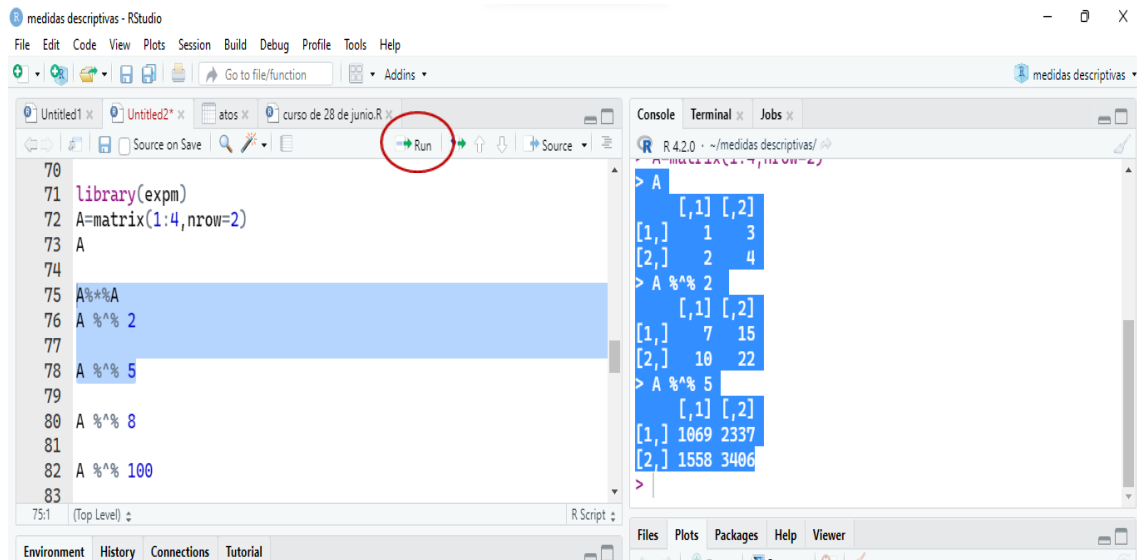 medidas descriptivas - RStudio
File Edit Code View Plots Session Build Debug Profile Tools Help
Go to file/function Addins medidas descriptivas
Untitled1 Untitled2* atos curso de 28 de junio.R
Source on Save Run Source
70
71 library(expm)
72 A=matrix(1:4,nrow=2)
73 A
74
75 A%*%A
76 A %^% 2
77
78 A %^% 5
79
80 A %^% 8
81
82 A %^% 100
83
75:1 (Top Level) R Script
Environment History Connections Tutorial
Console Terminal Jobs
R 4.2.0 · ~/medidas descriptivas/
> A=matrix(1:4,nrow=2)
> A
[,1] [,2]
[1,] 1 3
[2,] 2 4
> A %^% 2
[,1] [,2]
[1,] 7 15
[2,] 10 22
> A %^% 5
[,1] [,2]
[1,] 1069 2337
[2,] 1558 3406
>
Files Plots Packages Help Viewer